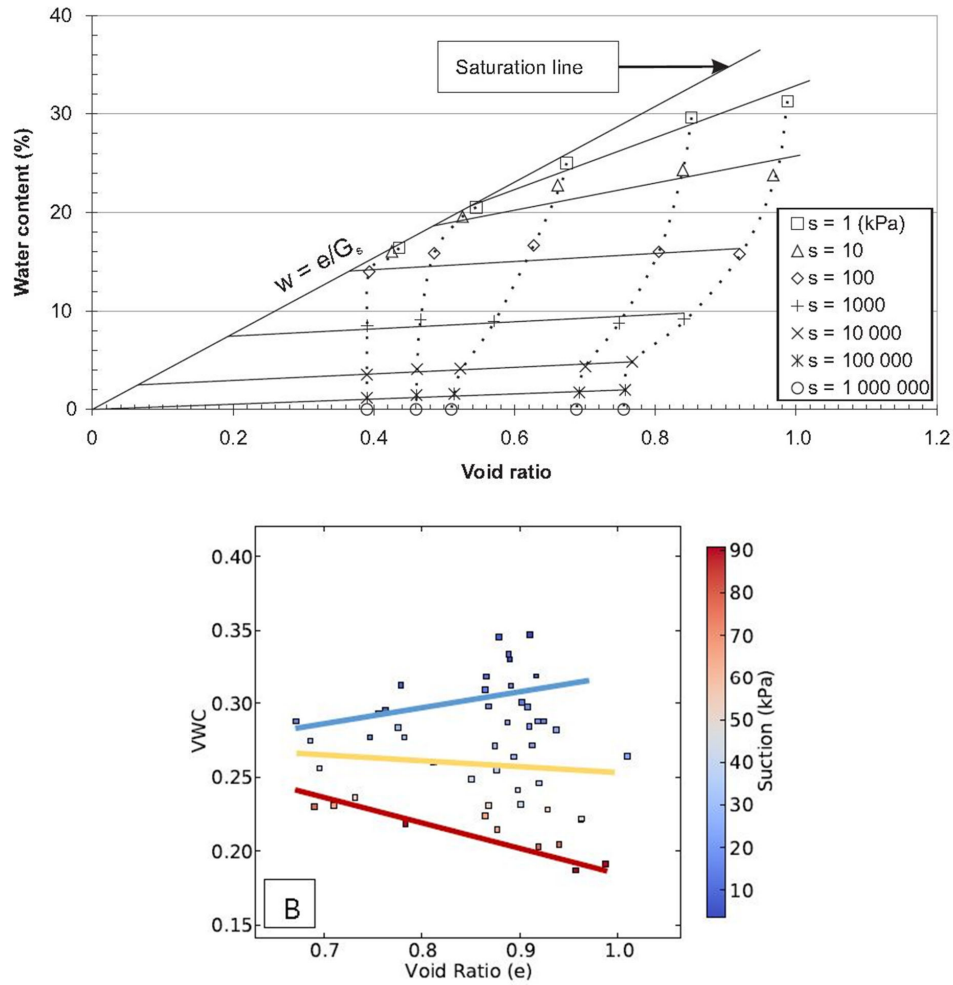 40
30
20
10
0
Water content (%)
Saturation line
w = e/Gs
s = 1 (kPa)
s = 10
s = 100
s = 1000
s = 10 000
s = 100 000
s = 1 000 000
0 0.2 0.4 0.6 0.8 1.0 1.2
Void ratio
0.40
0.35
0.30
0.25
0.20
0.15
VWC
B
0.7 0.8 0.9 1.0
Void Ratio (e)
90
80
70
60
50
40
30
20
10
Suction (kPa)